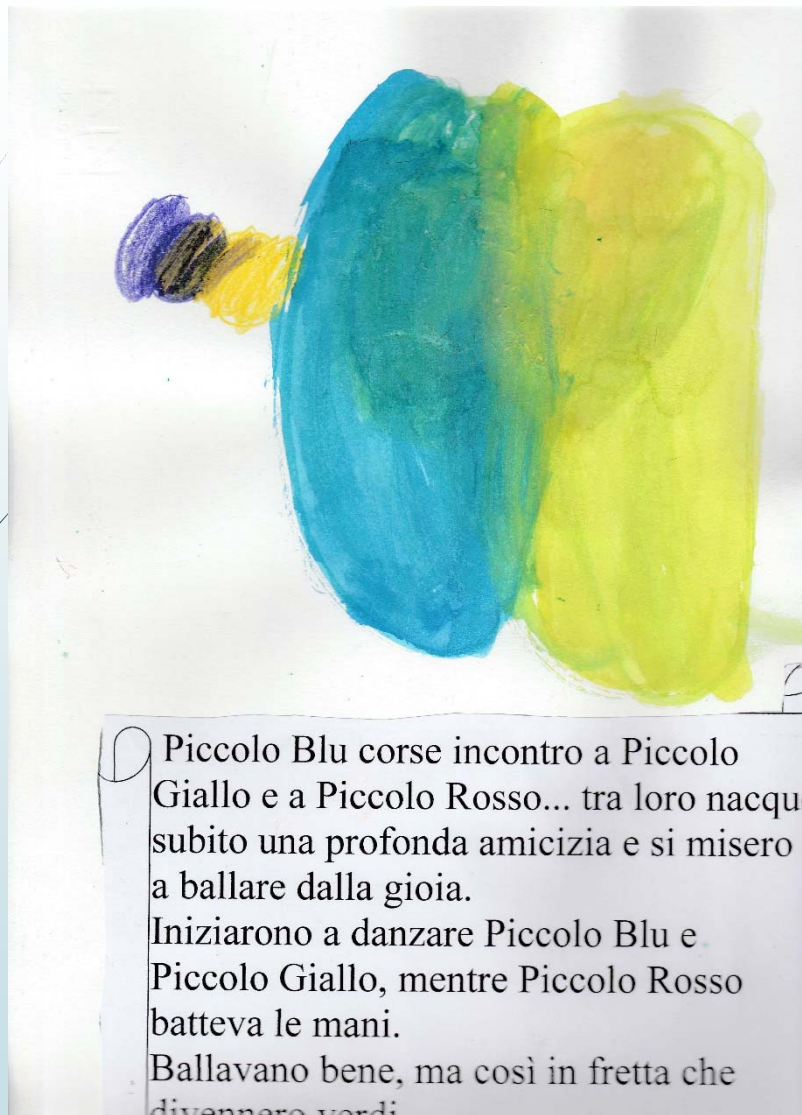 Piccolo Blu corse incontro a Piccolo
Giallo e a Piccolo Rosso... tra loro nacqu
subito una profonda amicizia e si misero
a ballare dalla gioia.
Iniziarono a danzare Piccolo Blu e
Piccolo Giallo, mentre Piccolo Rosso
batteva le mani.
Ballavano bene, ma così in fretta che
divennero verdi